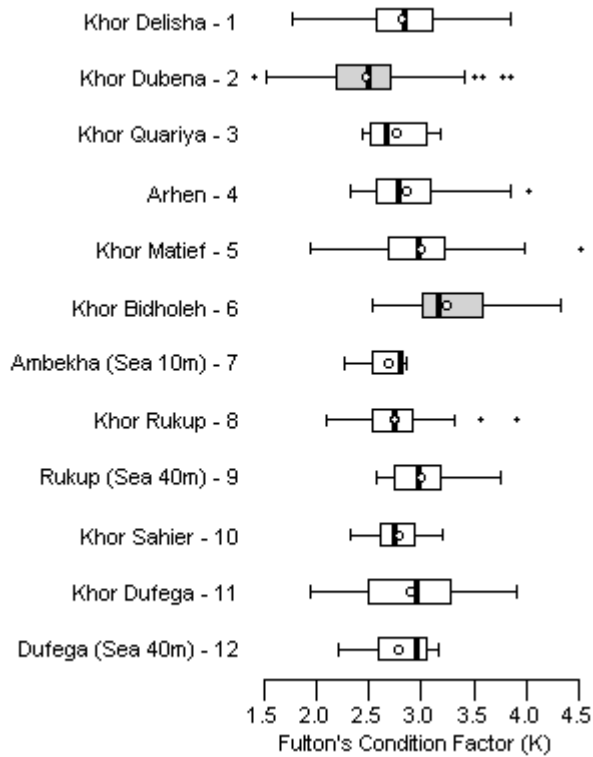 Khor Delisha - 1
Khor Dubena - 2
Khor Quariya - 3
Arhen - 4
Khor Matief - 5
Khor Bidholeh - 6
Ambekha (Sea 10m) - 7
Khor Rukup - 8
Rukup (Sea 40m) - 9
Khor Sahier - 10
Khor Dufega - 11
Dufega (Sea 40m) - 12
1.5 2.0 2.5 3.0 3.5 4.0 4.5
Fulton's Condition Factor (K)